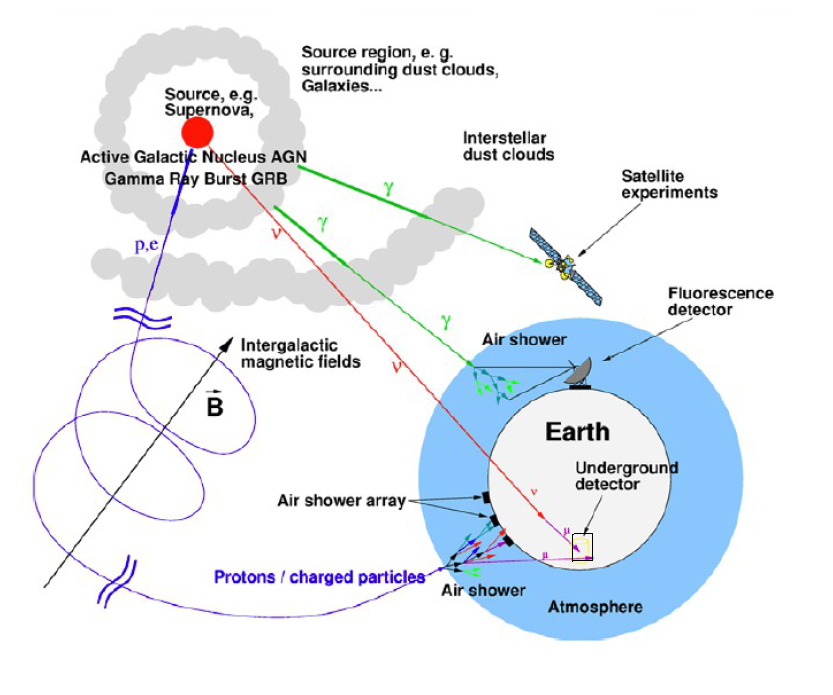 Source region, e. g.
surrounding dust clouds,
Galaxies...
Source, e.g.
Supernova,
Active Galactic Nucleus AGN
Gamma Ray Burst GRB
Interstellar
dust clouds
Satellite
experiments
γ
γ
ν
p,e
Fluorescence
detector
γ
Air shower
Intergalactic
magnetic fields
ν
B
Earth
Underground
detector
Air shower array
ν
μ
μ
Protons / charged particles
Air shower
Atmosphere